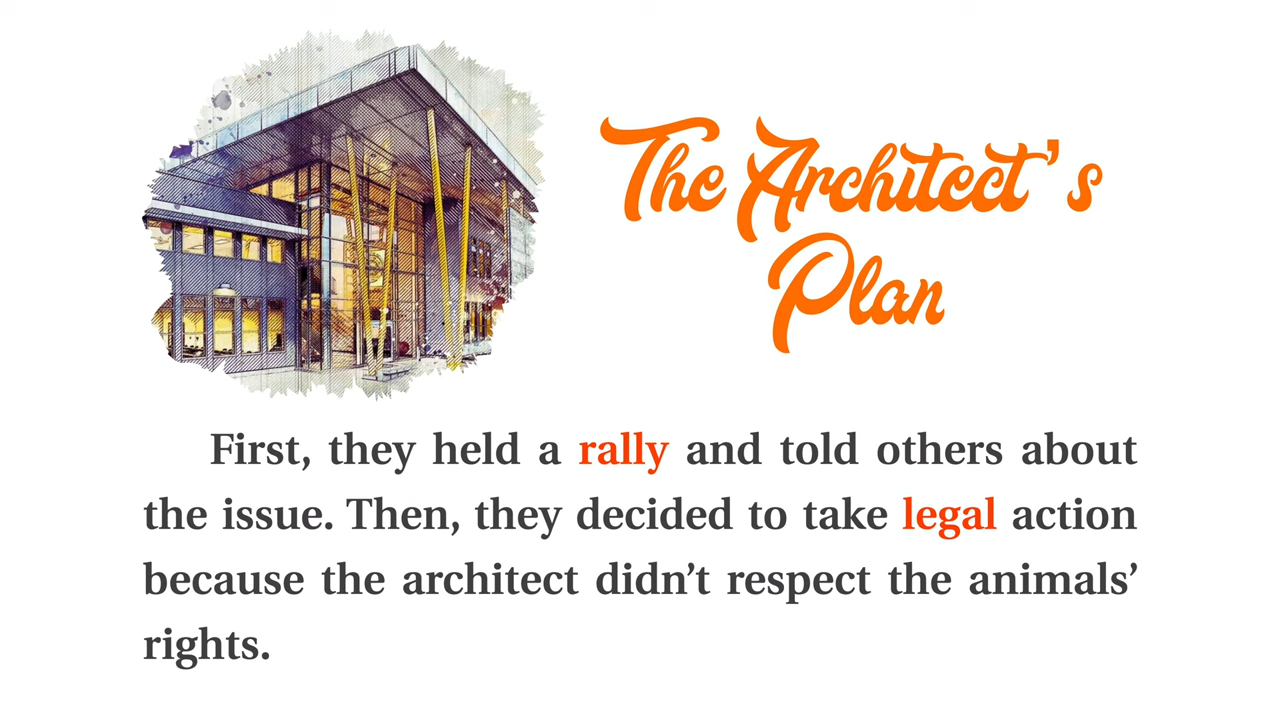 The Architect's
Plan
First, they held a rally and told others about
the issue. Then, they decided to take legal action
because the architect didn’t respect the animals’
rights.